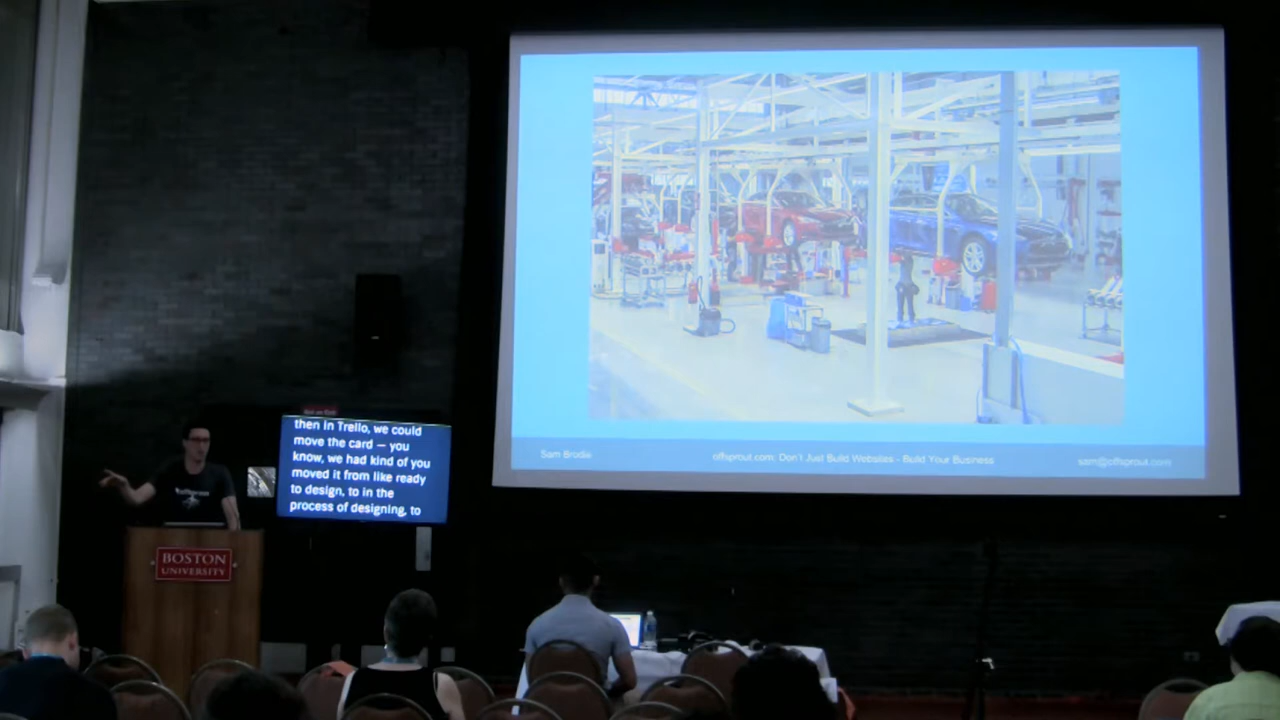 then in Trello, we could
move the card — you
know, we had kind of you
moved it from like ready
to design, to in the
process of designing, to
Sam Brodie
offsprout.com: Don't Just Build Websites - Build Your Business
sam@offsprout.com
BOSTON
UNIVERSITY